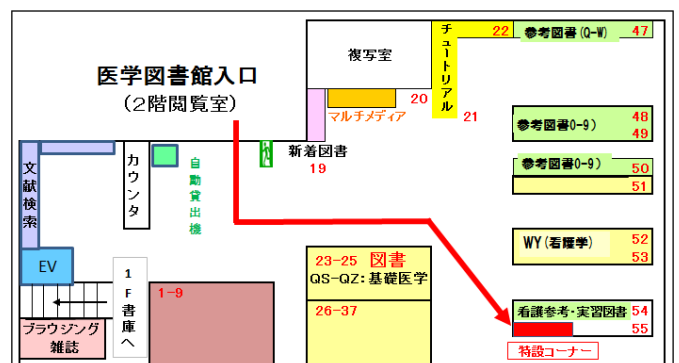 医学図書館入口
(2階閲覧室)
複写室
チュートリアル
22
参考図書(Q-W) 47
マルチメディア
20
21
参考図書0-9) 48
49
新着図書
19
文献検索
カウンタ
自動貸出機
参考図書0-9) 50
51
WY(看護学) 52
53
EV
1F書庫へ
1-9
23-25 図書
QS-QZ:基礎医学
26-37
看護参考・実習図書 54
55
特設コーナー
ブラウジング
雑誌